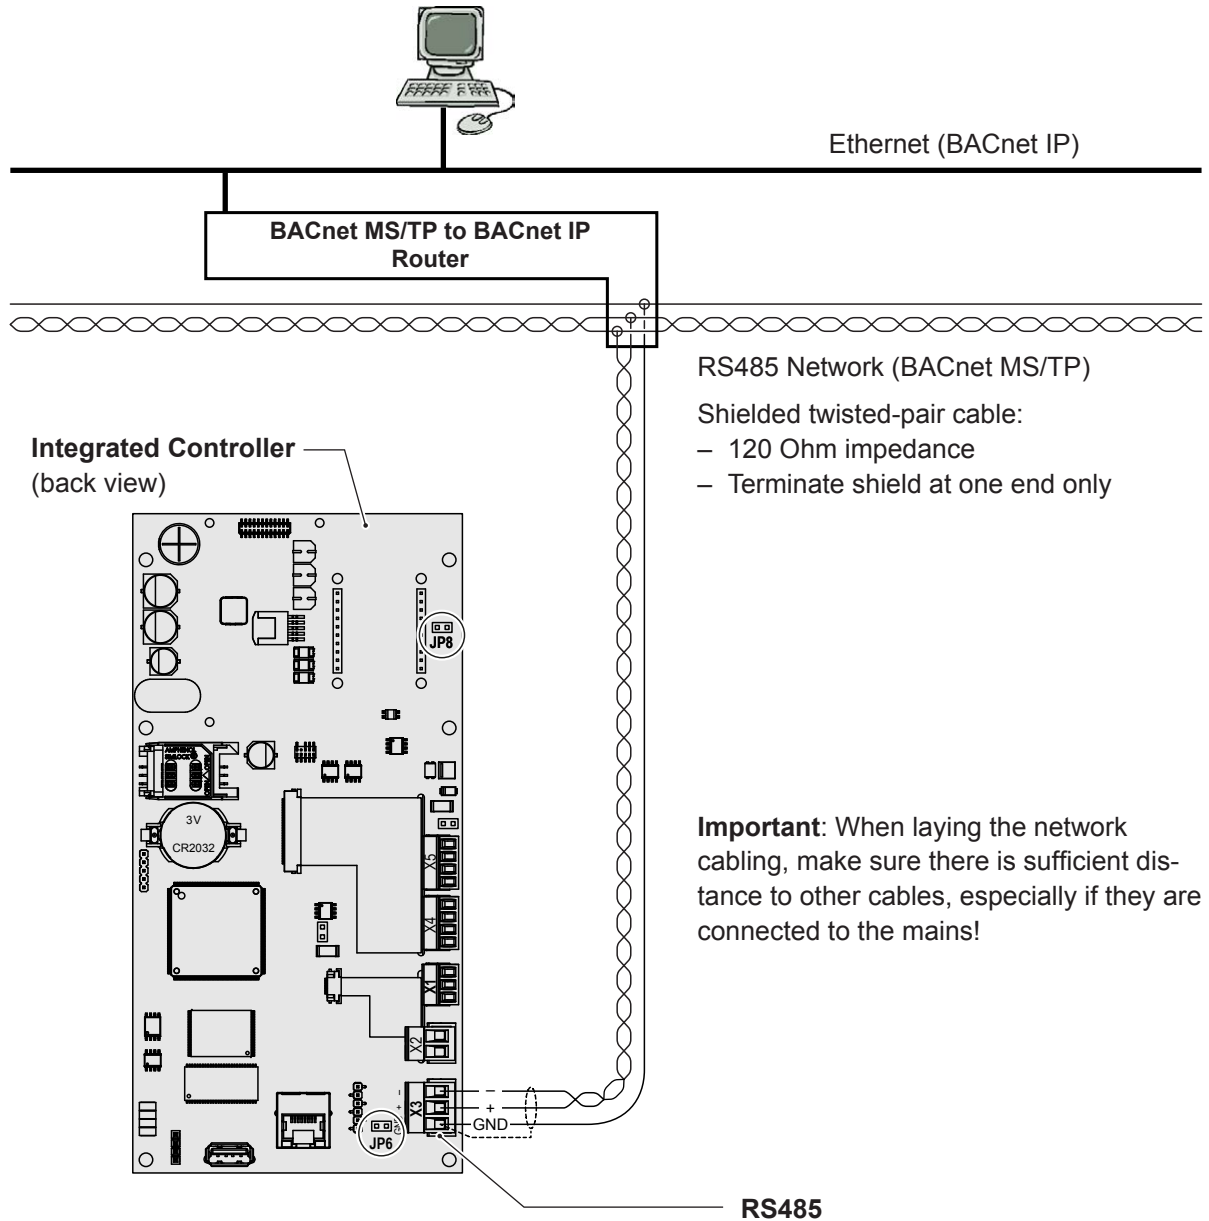 Ethernet (BACnet IP)
BACnet MS/TP to BACnet IP
Router
RS485 Network (BACnet MS/TP)
Shielded twisted-pair cable:
– 120 Ohm impedance
– Terminate shield at one end only
Integrated Controller
(back view)
JP8
AMPHENOL
SIMLOCK
3V
CR2032
X5
X4
Important: When laying the network
cabling, make sure there is sufficient dis-
tance to other cables, especially if they are
connected to the mains!
X1
X2
X3
–
+
GND
– 
+
GND
JP6
RS485